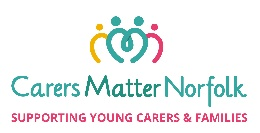 Carers Matter Norfolk
SUPPORTING YOUNG CARERS & FAMILIES